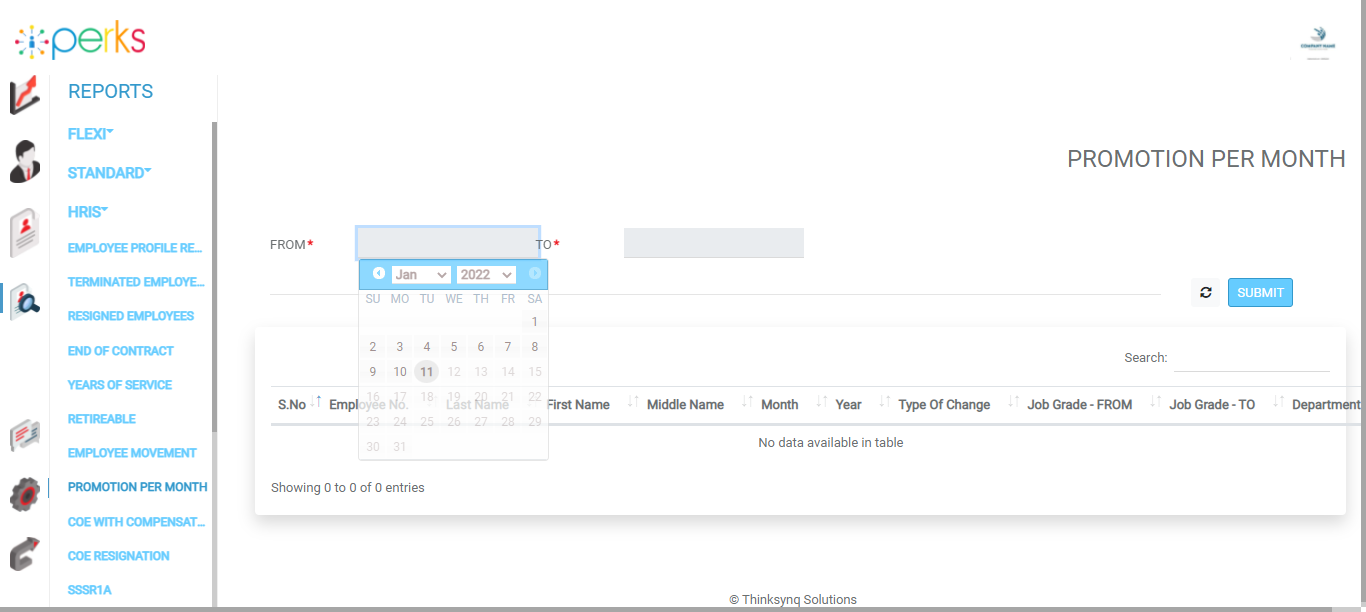 perks
COMPANY NAME
REPORTS
FLEXI
STANDARD
HRIS
EMPLOYEE PROFILE RE...
TERMINATED EMPLOYE...
RESIGNED EMPLOYEES
END OF CONTRACT
YEARS OF SERVICE
RETIREABLE
EMPLOYEE MOVEMENT
PROMOTION PER MONTH
COE WITH COMPENSAT...
COE RESIGNATION
SSSR1A
PROMOTION PER MONTH
FROM* TO*
Jan 2022
SU MO TU WE TH FR SA
1
2 3 4 5 6 7 8
9 10 11 12 13 14 15
16 17 18 19 20 21 22
23 24 25 26 27 28 29
30 31
SUBMIT
Search:
S.No Employee No. Last Name First Name Middle Name Month Year Type Of Change Job Grade - FROM Job Grade - TO Department
No data available in table
Showing 0 to 0 of 0 entries
© Thinksynq Solutions